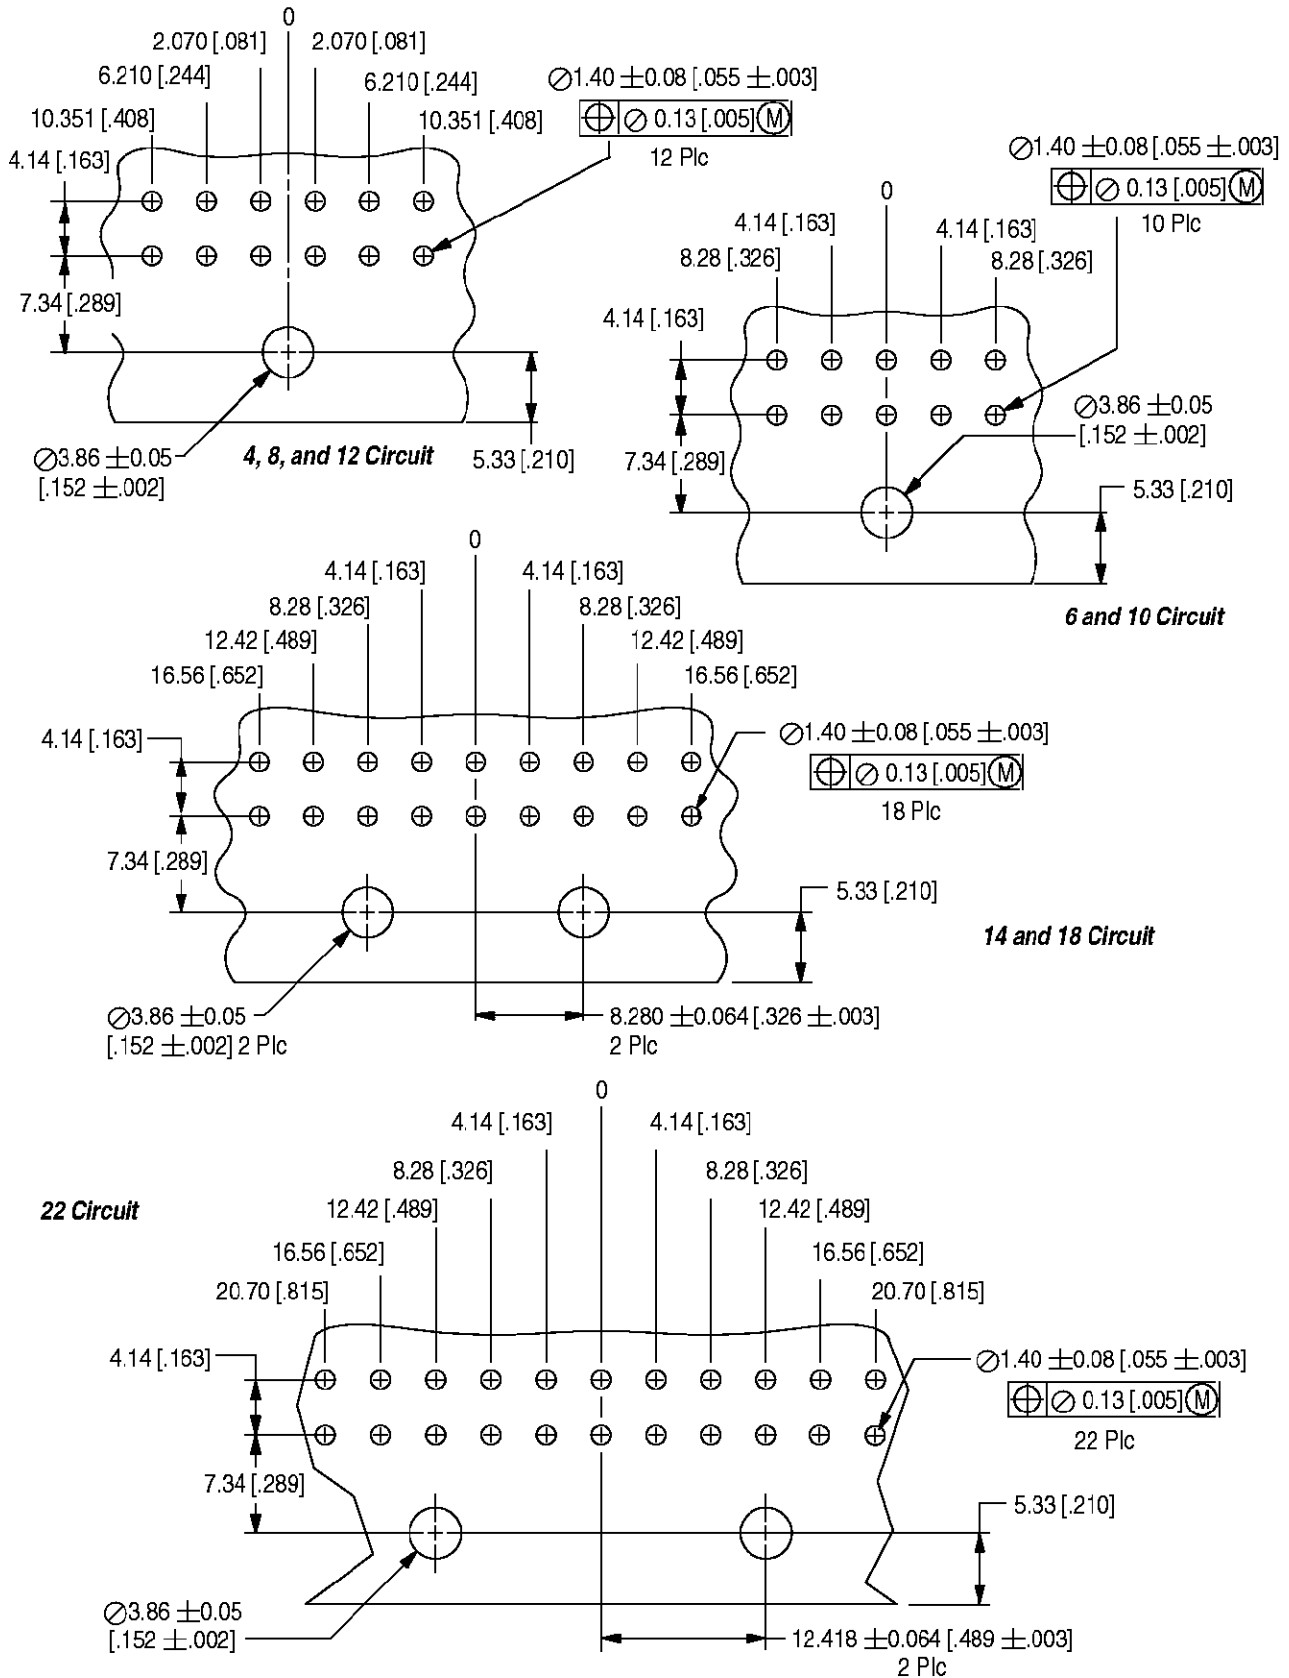 0
2.070 [.081] 2.070 [.081]
6.210 [.244] 6.210 [.244]
10.351 [.408] 10.351 [.408]
4.14 [.163]
7.34 [.289]
∅1.40 ±0.08 [.055 ±.003]
⌖ ∅ 0.13 [.005] Ⓜ
12 Plc
∅3.86 ±0.05
[.152 ±.002]
4, 8, and 12 Circuit
5.33 [.210]
∅1.40 ±0.08 [.055 ±.003]
⌖ ∅ 0.13 [.005] Ⓜ
10 Plc
0
4.14 [.163] 4.14 [.163]
8.28 [.326] 8.28 [.326]
4.14 [.163]
7.34 [.289]
∅3.86 ±0.05
[.152 ±.002]
5.33 [.210]
6 and 10 Circuit
0
4.14 [.163] 4.14 [.163]
8.28 [.326] 8.28 [.326]
12.42 [.489] 12.42 [.489]
16.56 [.652] 16.56 [.652]
4.14 [.163]
7.34 [.289]
∅1.40 ±0.08 [.055 ±.003]
⌖ ∅ 0.13 [.005] Ⓜ
18 Plc
5.33 [.210]
14 and 18 Circuit
∅3.86 ±0.05
[.152 ±.002] 2 Plc
8.280 ±0.064 [.326 ±.003]
2 Plc
22 Circuit
0
4.14 [.163] 4.14 [.163]
8.28 [.326] 8.28 [.326]
12.42 [.489] 12.42 [.489]
16.56 [.652] 16.56 [.652]
20.70 [.815] 20.70 [.815]
4.14 [.163]
7.34 [.289]
∅1.40 ±0.08 [.055 ±.003]
⌖ ∅ 0.13 [.005] Ⓜ
22 Plc
5.33 [.210]
∅3.86 ±0.05
[.152 ±.002]
12.418 ±0.064 [.489 ±.003]
2 Plc